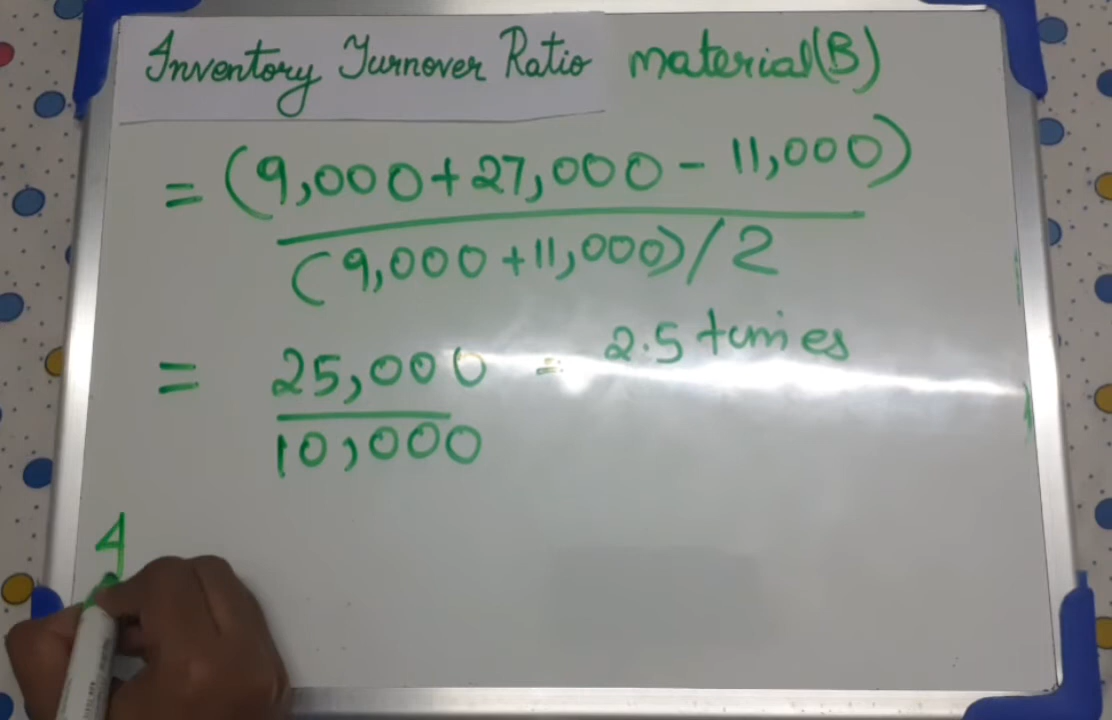 Inventory Turnover Ratio material(B)
= (9,000+27,000 - 11,000)
(9,000+11,000)/2
= 25,000 = 2.5 times
10,000
A